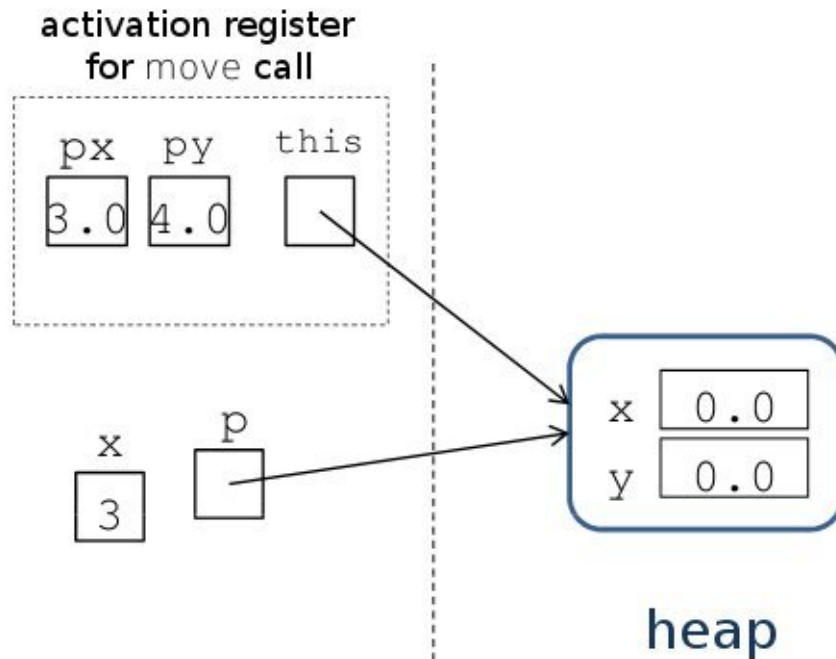 activation register
for move call
px py this
3.0 4.0
x 0.0
p
x
y 0.0
3
heap